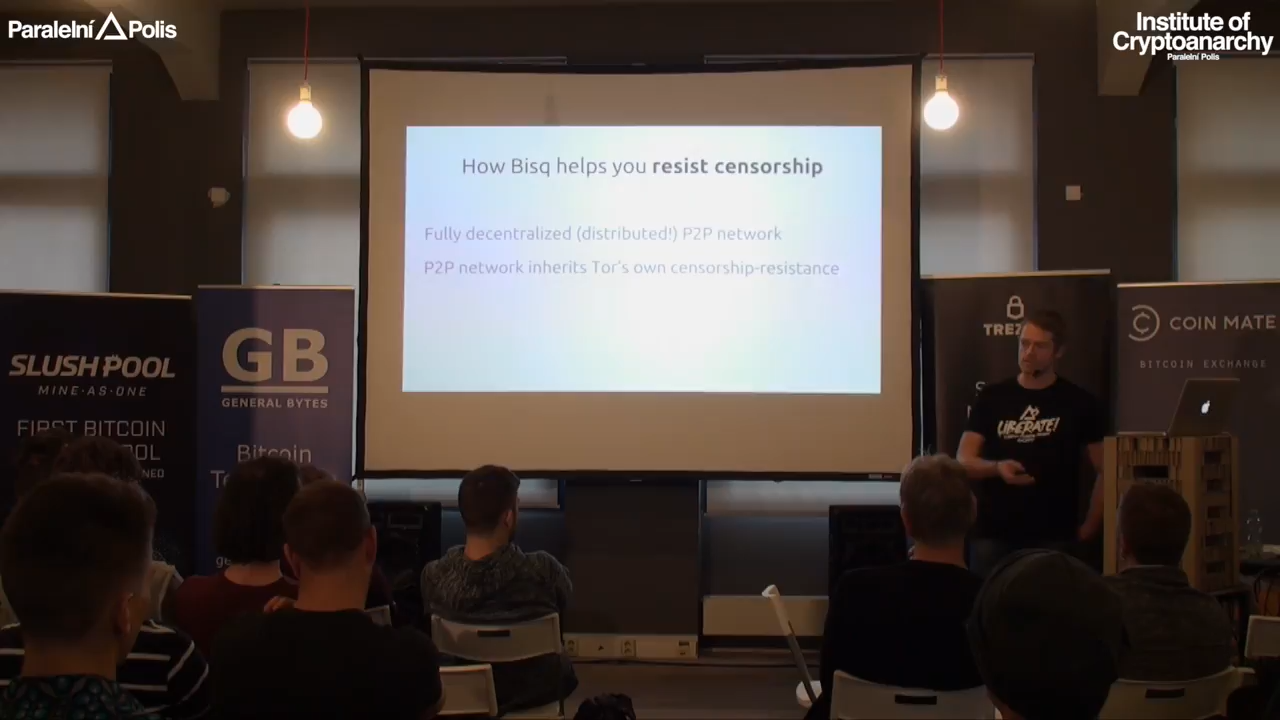 Paralelní Polis
Institute of
Cryptoanarchy
Paralelní Polis
How Bisq helps you resist censorship
Fully decentralized (distributed!) P2P network
P2P network inherits Tor's own censorship-resistance
SLUSH POOL
MINE·AS·ONE
FIRST BITCOIN
GB
GENERAL BYTES
Bitcoin
COIN MATE
BITCOIN EXCHANGE
LIBERATE!